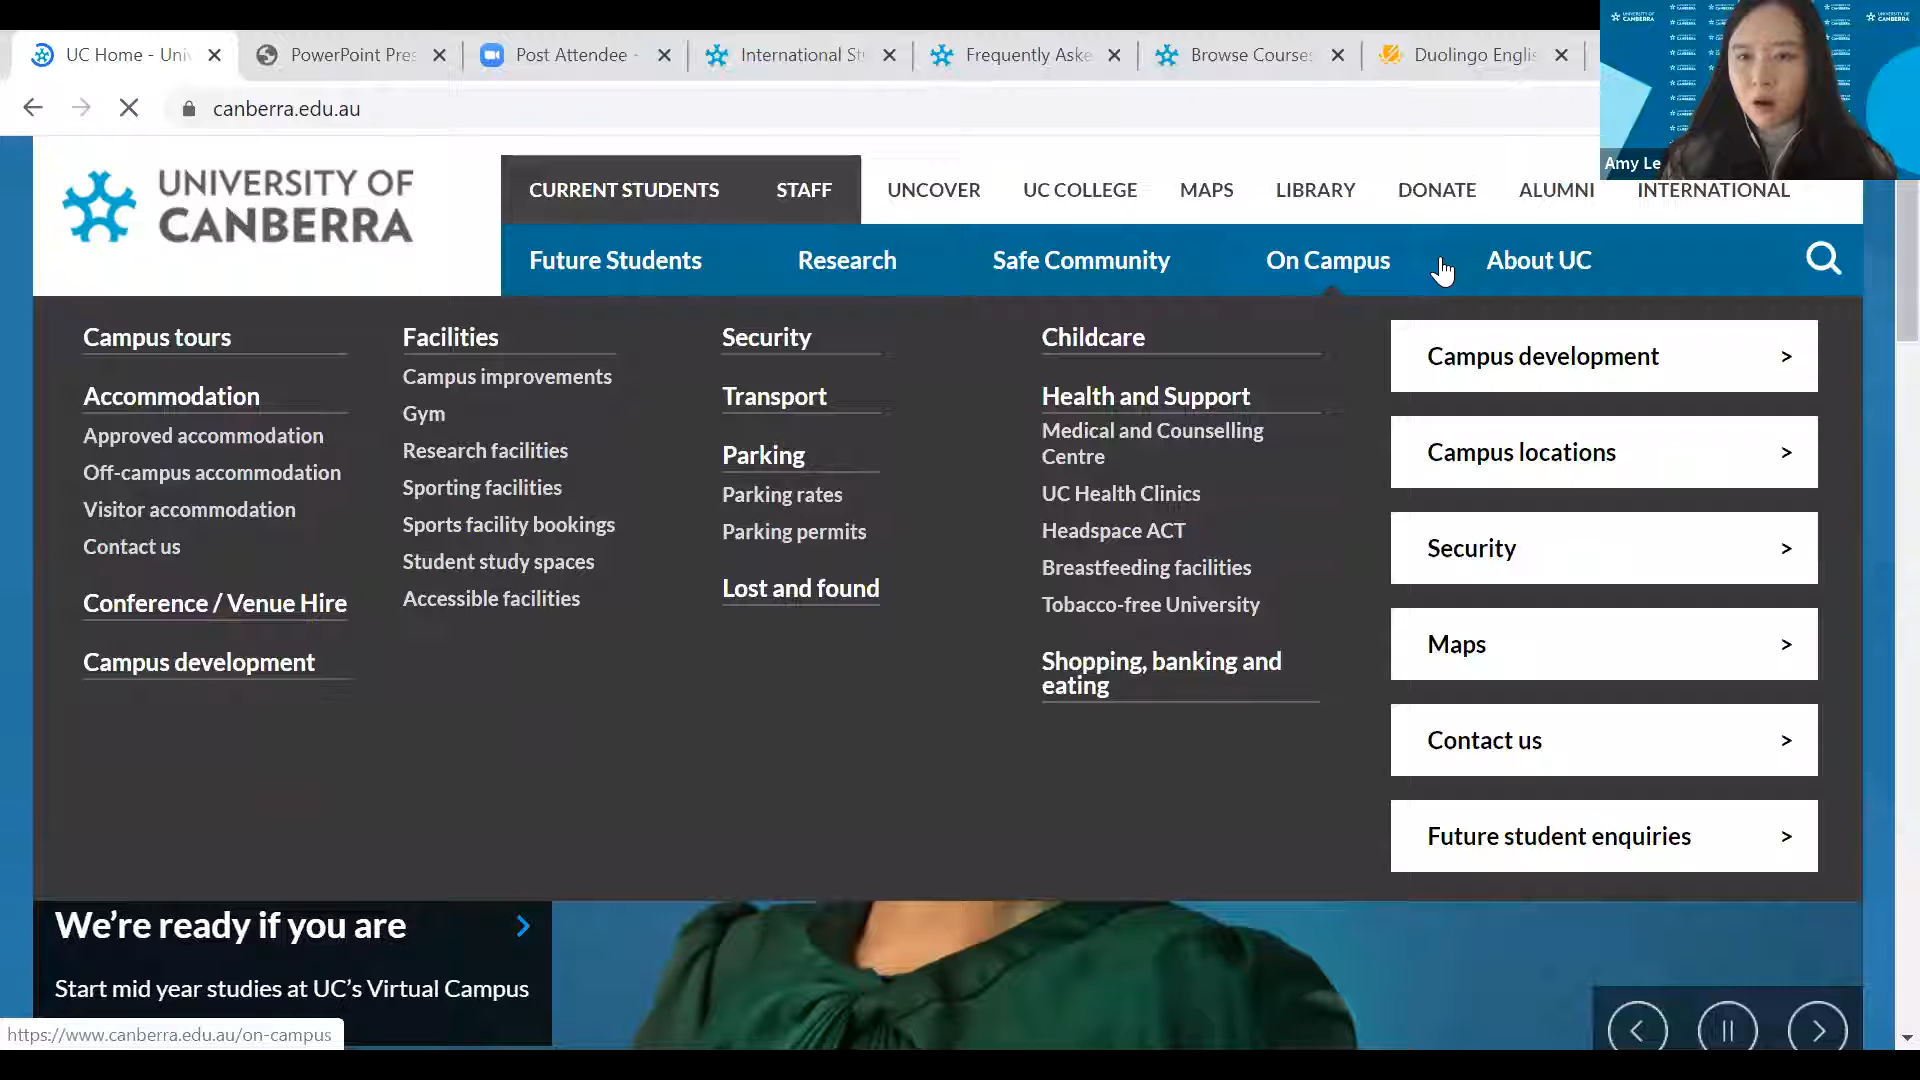 UC Home - Uni
PowerPoint Pres
Post Attendee -
International St
Frequently Aske
Browse Course
Duolingo Englis
canberra.edu.au
UNIVERSITY OF
CANBERRA
UNIVERSITY OF
CANBERRA
Amy Le
CURRENT STUDENTS
STAFF
UNCOVER
UC COLLEGE
MAPS
LIBRARY
DONATE
ALUMNI
INTERNATIONAL
Future Students
Research
Safe Community
On Campus
About UC
Campus tours
Accommodation
Approved accommodation
Off-campus accommodation
Visitor accommodation
Contact us
Conference / Venue Hire
Campus development
Facilities
Campus improvements
Gym
Research facilities
Sporting facilities
Sports facility bookings
Student study spaces
Accessible facilities
Security
Transport
Parking
Parking rates
Parking permits
Lost and found
Childcare
Health and Support
Medical and Counselling
Centre
UC Health Clinics
Headspace ACT
Breastfeeding facilities
Tobacco-free University
Shopping, banking and
eating
Campus development >
Campus locations >
Security >
Maps >
Contact us >
Future student enquiries >
We're ready if you are
Start mid year studies at UC's Virtual Campus
https://www.canberra.edu.au/on-campus